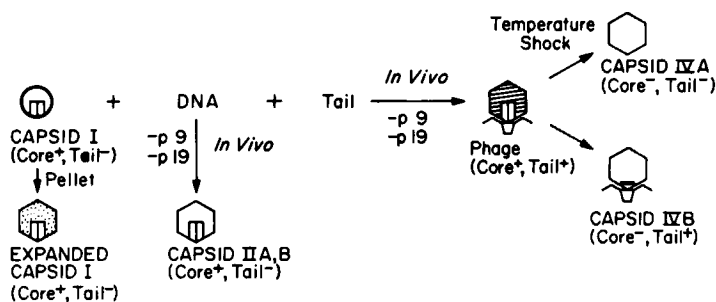 Temperature
Shock
CAPSID IVA
(Core⁻, Tail⁻)
+ DNA + Tail
In Vivo
-p 9
-p 19
CAPSID I
(Core⁺, Tail⁻)
Pellet
-p 9
-p 19
In Vivo
Phage
(Core⁺, Tail⁺)
EXPANDED
CAPSID I
(Core⁺, Tail⁻)
CAPSID IIA,B
(Core⁺, Tail⁻)
CAPSID IVB
(Core⁻, Tail⁺)